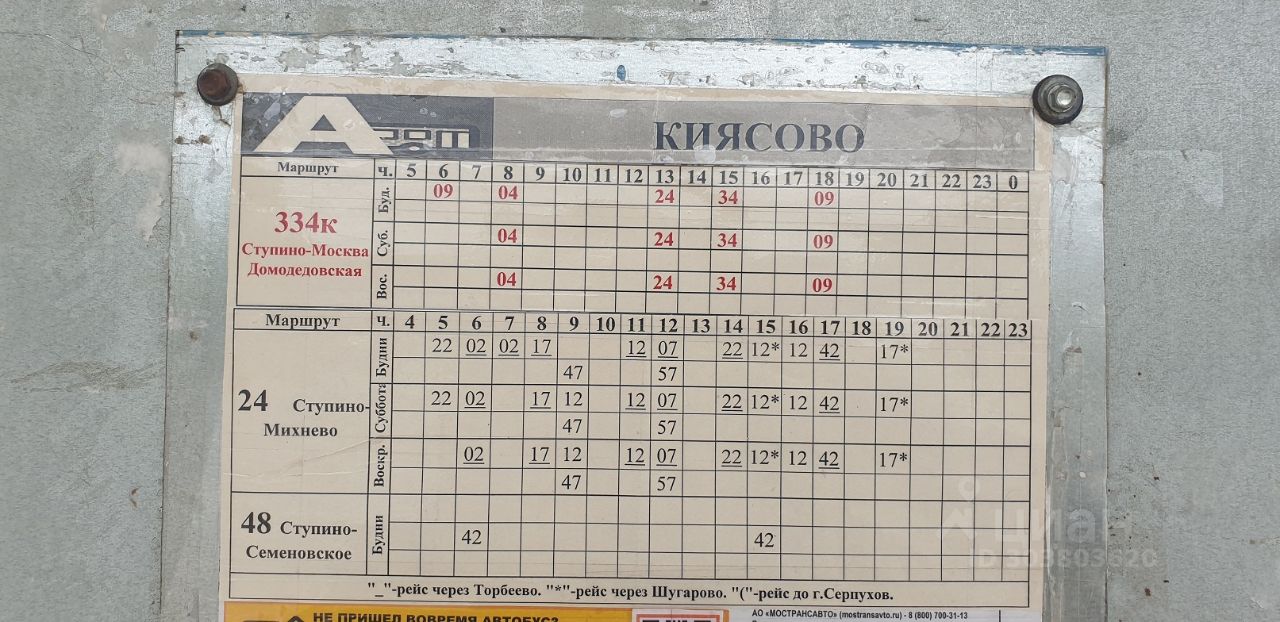 КИЯСОВО
Маршрут Ч. 5 6 7 8 9 10 11 12 13 14 15 16 17 18 19 20 21 22 23 0
334к
Ступино-Москва
Домодедовская
Буд. 09 04 24 34 09
Суб. 04 24 34 09
Вос. 04 24 34 09
Маршрут Ч. 4 5 6 7 8 9 10 11 12 13 14 15 16 17 18 19 20 21 22 23
24 Ступино-
Михнево
Будни 22 02 02 17 12 07 22 12* 12 42 17*
47 57
Суббота 22 02 17 12 12 07 22 12* 12 42 17*
47 57
Воскр. 02 17 12 12 07 22 12* 12 42 17*
47 57
48 Ступино-
Семеновское
Будни 42 42
"_"-рейс через Торбеево. "*"-рейс через Шугарово. "("-рейс до г.Серпухов.
НЕ ПРИШЕЛ ВОВРЕМЯ АВТОБУС?
АО «МОСТРАНСАВТО» (mostransavto.ru) - 8 (800) 700-31-13
циан